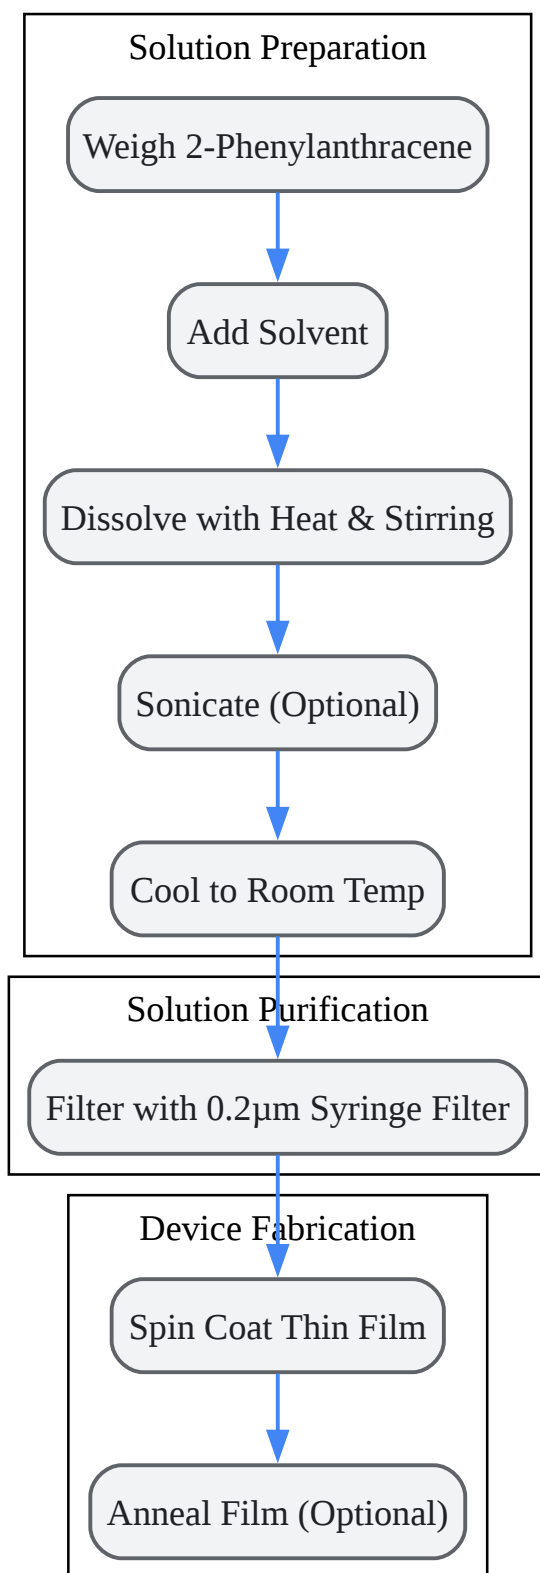 Solution Preparation
Weigh 2-Phenylanthracene
Add Solvent
Dissolve with Heat & Stirring
Sonicate (Optional)
Cool to Room Temp
Solution Purification
Filter with 0.2µm Syringe Filter
Device Fabrication
Spin Coat Thin Film
Anneal Film (Optional)